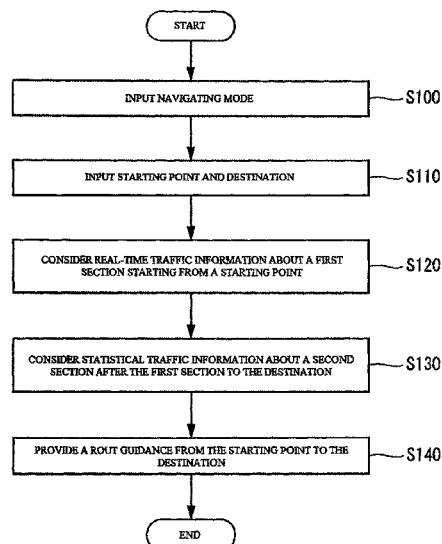 START
INPUT NAVIGATING MODE
S100
INPUT STARTING POINT AND DESTINATION
S110
CONSIDER REAL-TIME TRAFFIC INFORMATION ABOUT A FIRST
SECTION STARTING FROM A STARTING POINT
S120
CONSIDER STATISTICAL TRAFFIC INFORMATION ABOUT A SECOND
SECTION AFTER THE FIRST SECTION TO THE DESTINATION
S130
PROVIDE A ROUT GUIDANCE FROM THE STARTING POINT TO THE
DESTINATION
S140
END